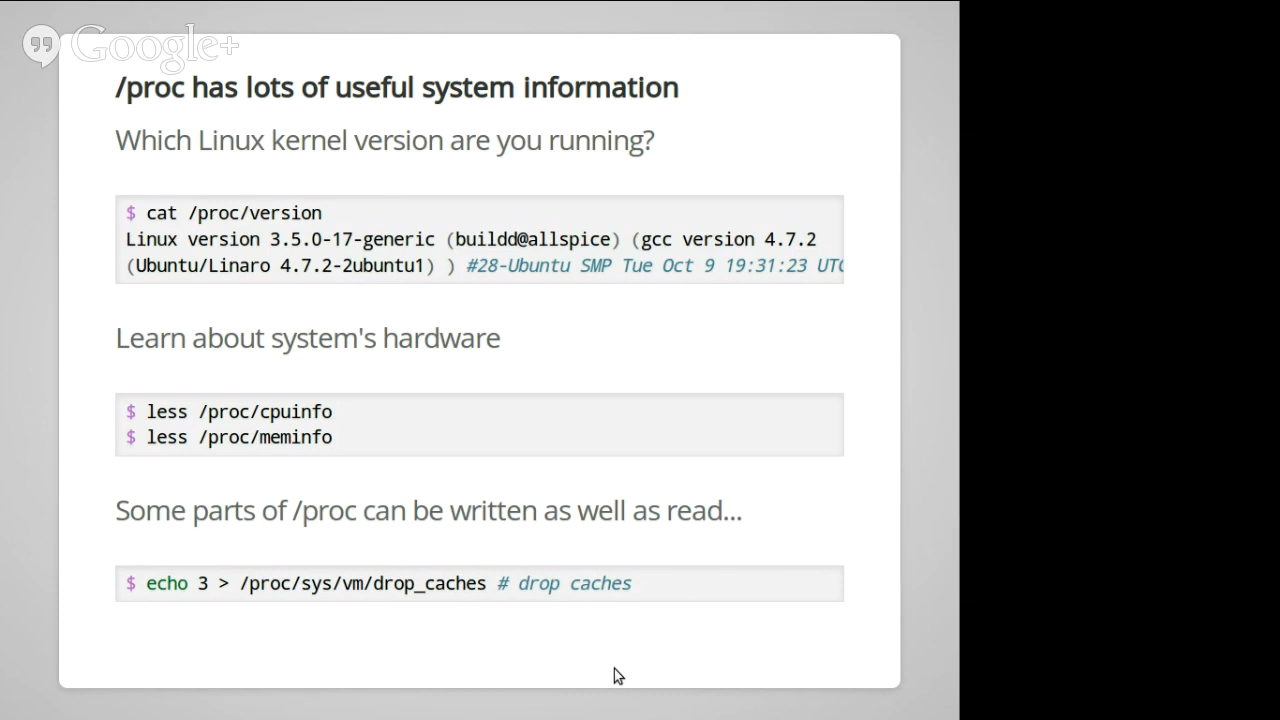 Google+
/proc has lots of useful system information
Which Linux kernel version are you running?
$ cat /proc/version
Linux version 3.5.0-17-generic (buildd@allspice) (gcc version 4.7.2
(Ubuntu/Linaro 4.7.2-2ubuntu1) ) #28-Ubuntu SMP Tue Oct 9 19:31:23 UTC
Learn about system's hardware
$ less /proc/cpuinfo
$ less /proc/meminfo
Some parts of /proc can be written as well as read...
$ echo 3 > /proc/sys/vm/drop_caches # drop caches